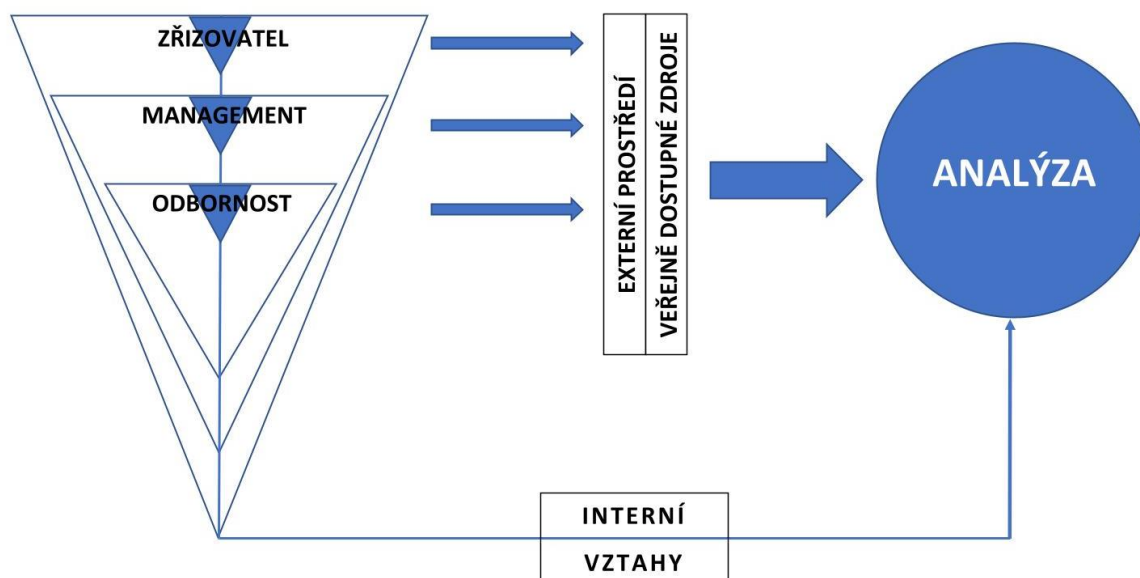 ZŘIZOVATEL
MANAGEMENT
ODBORNOST
EXTERNÍ PROSTŘEDÍ
VEŘEJNĚ DOSTUPNÉ ZDROJE
ANALÝZA
INTERNÍ
VZTAHY